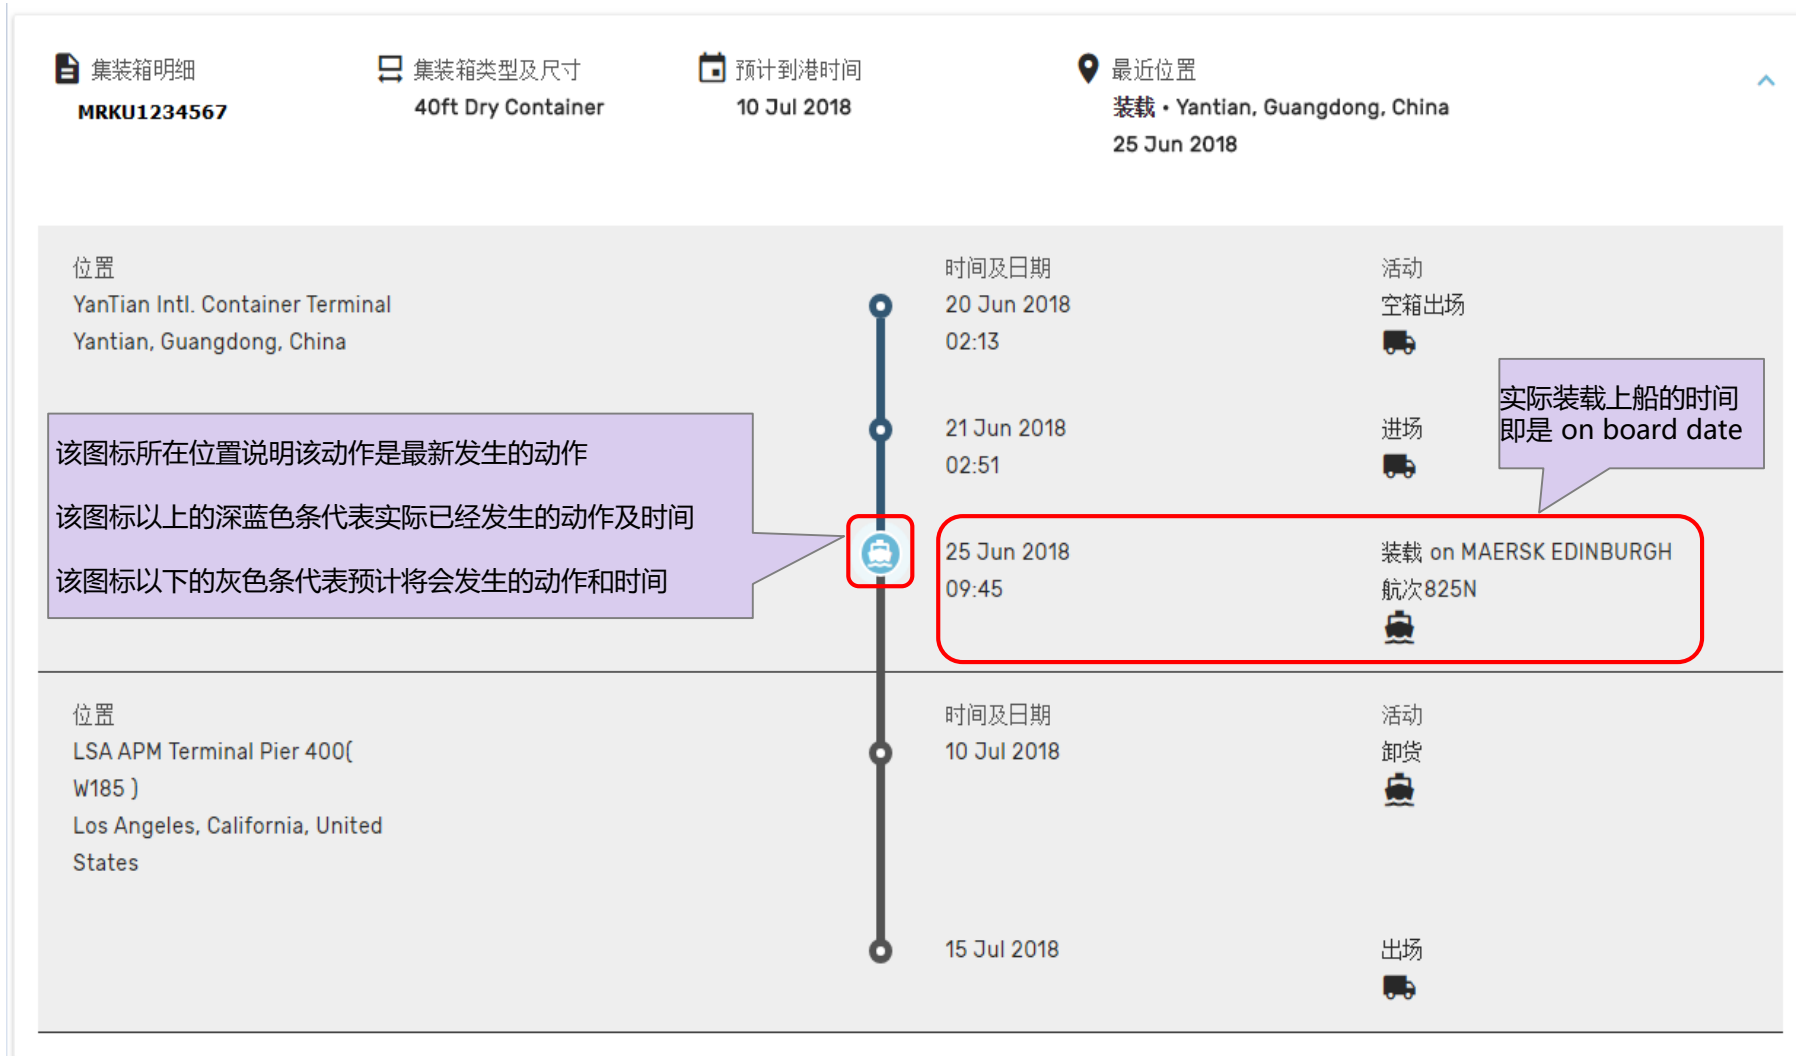 集装箱明细
MRKU1234567
集装箱类型及尺寸
40ft Dry Container
预计到港时间
10 Jul 2018
最近位置
装载 • Yantian, Guangdong, China
25 Jun 2018
位置
YanTian Intl. Container Terminal
Yantian, Guangdong, China
时间及日期
20 Jun 2018
02:13
活动
空箱出场
实际装载上船的时间
即是 on board date
该图标所在位置说明该动作是最新发生的动作
该图标以上的深蓝色条代表实际已经发生的动作及时间
该图标以下的灰色条代表预计将会发生的动作和时间
21 Jun 2018
02:51
进场
25 Jun 2018
09:45
装载 on MAERSK EDINBURGH
航次825N
位置
LSA APM Terminal Pier 400(
W185 )
Los Angeles, California, United
States
时间及日期
10 Jul 2018
活动
卸货
15 Jul 2018
出场